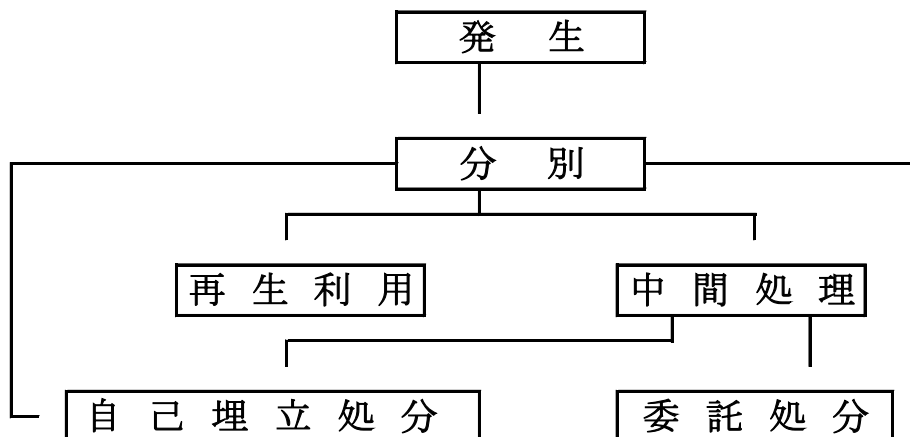 発生
分別
再生利用
中間処理
自己埋立処分
委託処分